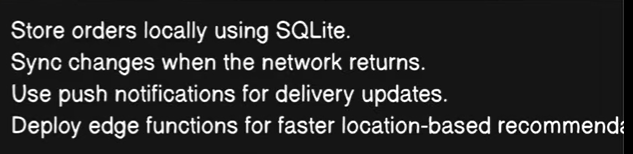 Store orders locally using SQLite.
Sync changes when the network returns.
Use push notifications for delivery updates.
Deploy edge functions for faster location-based